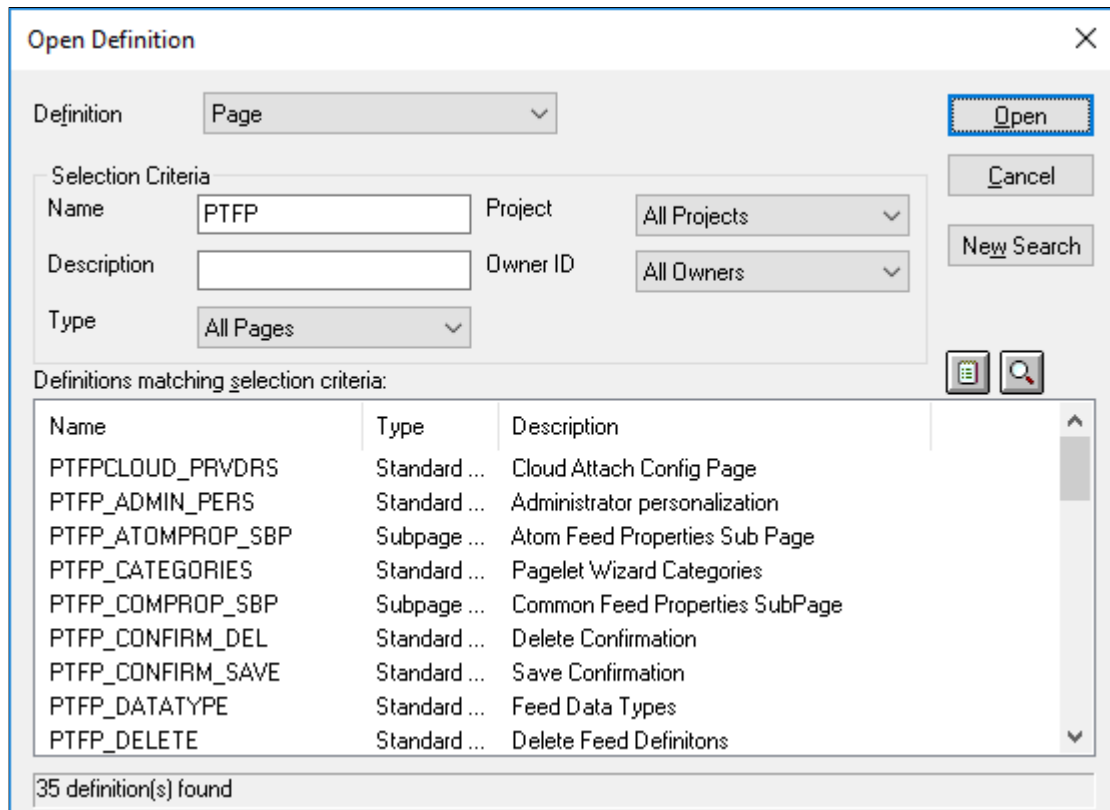 Open Definition
Definition Page Open
Selection Criteria Cancel
Name PTFP Project All Projects
Description Owner ID All Owners New Search
Type All Pages
Definitions matching selection criteria:
Name Type Description
PTFPCLOUD_PRVDRS Standard ... Cloud Attach Config Page
PTFP_ADMIN_PERS Standard ... Administrator personalization
PTFP_ATOMPROP_SBP Subpage ... Atom Feed Properties Sub Page
PTFP_CATEGORIES Standard ... Pagelet Wizard Categories
PTFP_COMPROP_SBP Subpage ... Common Feed Properties SubPage
PTFP_CONFIRM_DEL Standard ... Delete Confirmation
PTFP_CONFIRM_SAVE Standard ... Save Confirmation
PTFP_DATATYPE Standard ... Feed Data Types
PTFP_DELETE Standard ... Delete Feed Definitons
35 definition(s) found